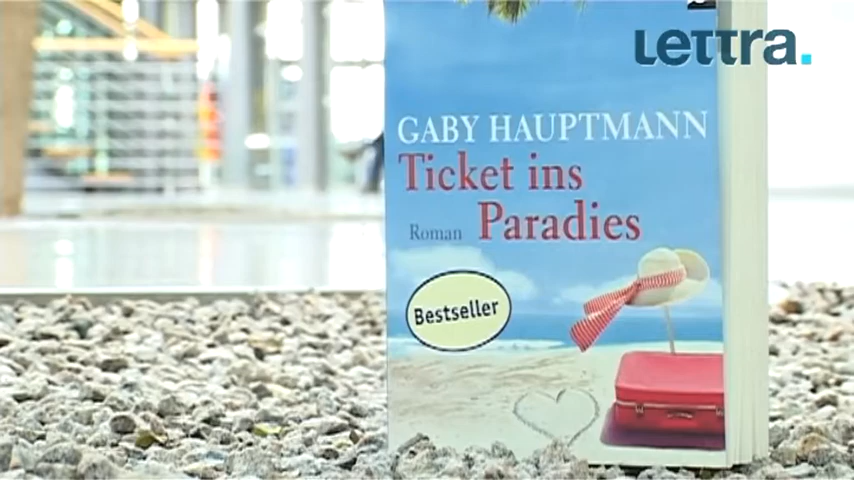 Lettra.
GABY HAUPTMANN
Ticket ins
Roman Paradies
Bestseller